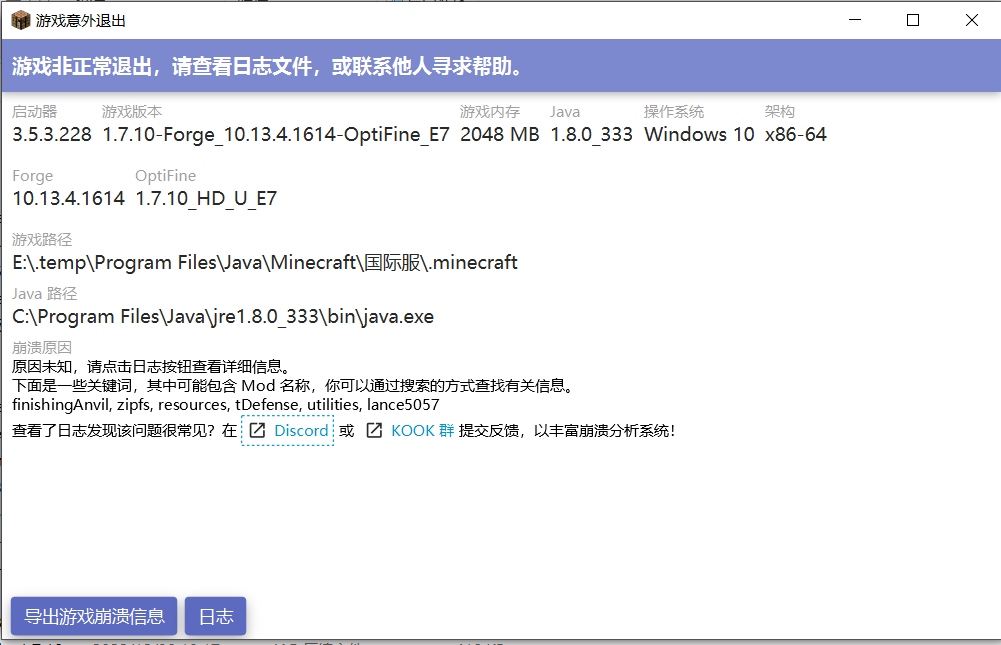 游戏意外退出
游戏非正常退出，请查看日志文件，或联系他人寻求帮助。
启动器 游戏版本 游戏内存 Java 操作系统 架构
3.5.3.228 1.7.10-Forge_10.13.4.1614-OptiFine_E7 2048 MB 1.8.0_333 Windows 10 x86-64
Forge OptiFine
10.13.4.1614 1.7.10_HD_U_E7
游戏路径
E:\.temp\Program Files\Java\Minecraft\国际服\.minecraft
Java 路径
C:\Program Files\Java\jre1.8.0_333\bin\java.exe
崩溃原因
原因未知，请点击日志按钮查看详细信息。
下面是一些关键词，其中可能包含 Mod 名称，你可以通过搜索的方式查找有关信息。
finishingAnvil, zipfs, resources, tDefense, utilities, lance5057
查看了日志发现该问题很常见？在 Discord 或 KOOK 群 提交反馈，以丰富崩溃分析系统！
导出游戏崩溃信息 日志